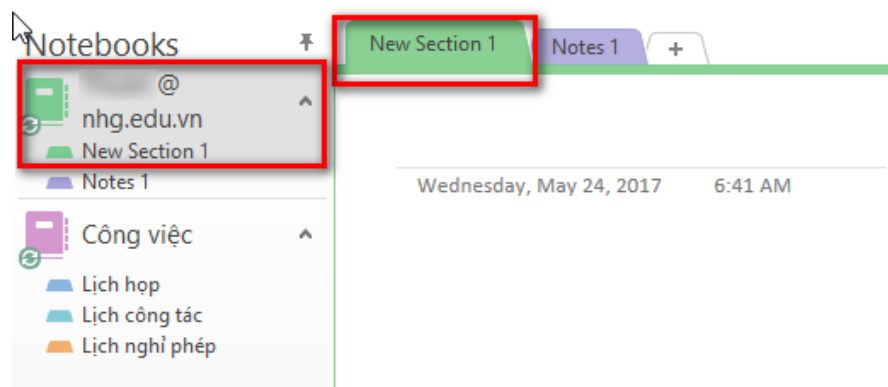 Notebooks
@
nhg.edu.vn
New Section 1
Notes 1
Công việc
Lịch họp
Lịch công tác
Lịch nghỉ phép
New Section 1 Notes 1 +
Wednesday, May 24, 2017 6:41 AM